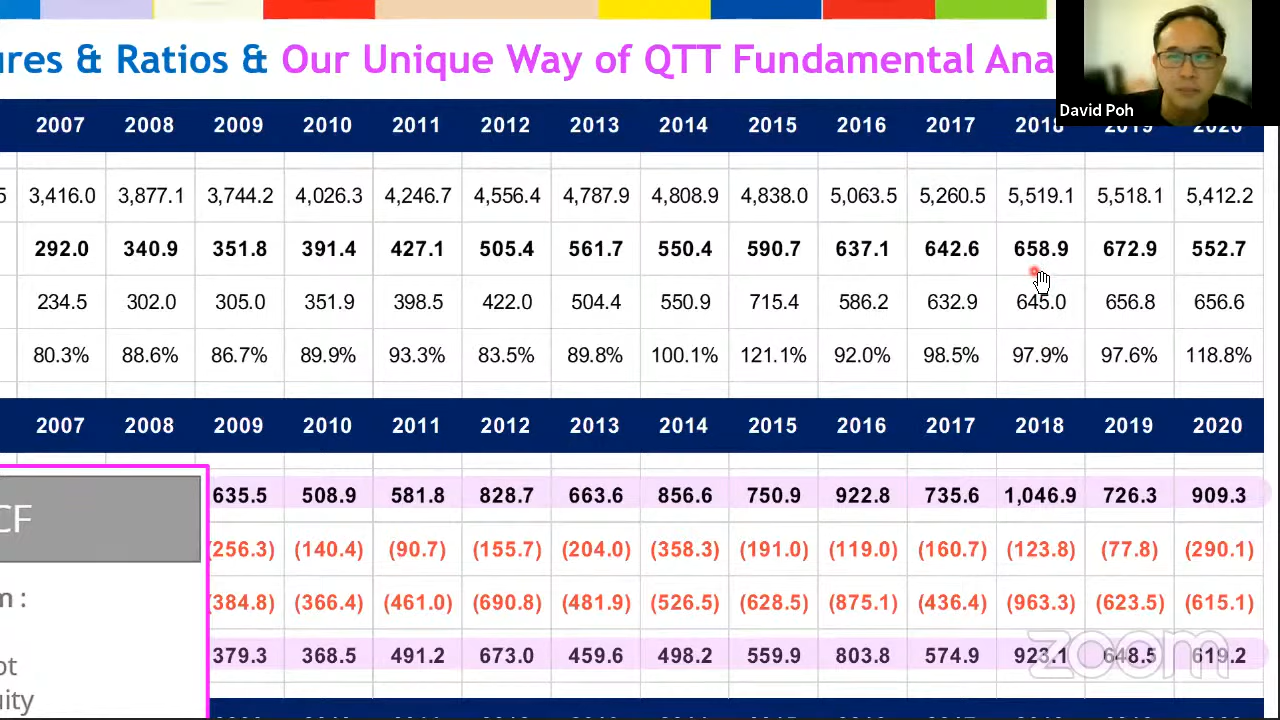 ures & Ratios & Our Unique Way of QTT Fundamental Ana
David Poh
2007 2008 2009 2010 2011 2012 2013 2014 2015 2016 2017 2018 2019 2020
5 3,416.0 3,877.1 3,744.2 4,026.3 4,246.7 4,556.4 4,787.9 4,808.9 4,838.0 5,063.5 5,260.5 5,519.1 5,518.1 5,412.2
292.0 340.9 351.8 391.4 427.1 505.4 561.7 550.4 590.7 637.1 642.6 658.9 672.9 552.7
234.5 302.0 305.0 351.9 398.5 422.0 504.4 550.9 715.4 586.2 632.9 645.0 656.8 656.6
80.3% 88.6% 86.7% 89.9% 93.3% 83.5% 89.8% 100.1% 121.1% 92.0% 98.5% 97.9% 97.6% 118.8%
2007 2008 2009 2010 2011 2012 2013 2014 2015 2016 2017 2018 2019 2020
635.5 508.9 581.8 828.7 663.6 856.6 750.9 922.8 735.6 1,046.9 726.3 909.3
CF
(256.3) (140.4) (90.7) (155.7) (204.0) (358.3) (191.0) (119.0) (160.7) (123.8) (77.8) (290.1)
m :
(384.8) (366.4) (461.0) (690.8) (481.9) (526.5) (628.5) (875.1) (436.4) (963.3) (623.5) (615.1)
379.3 368.5 491.2 673.0 459.6 498.2 559.9 803.8 574.9 923.1 648.5 619.2
zoom
ot
uity